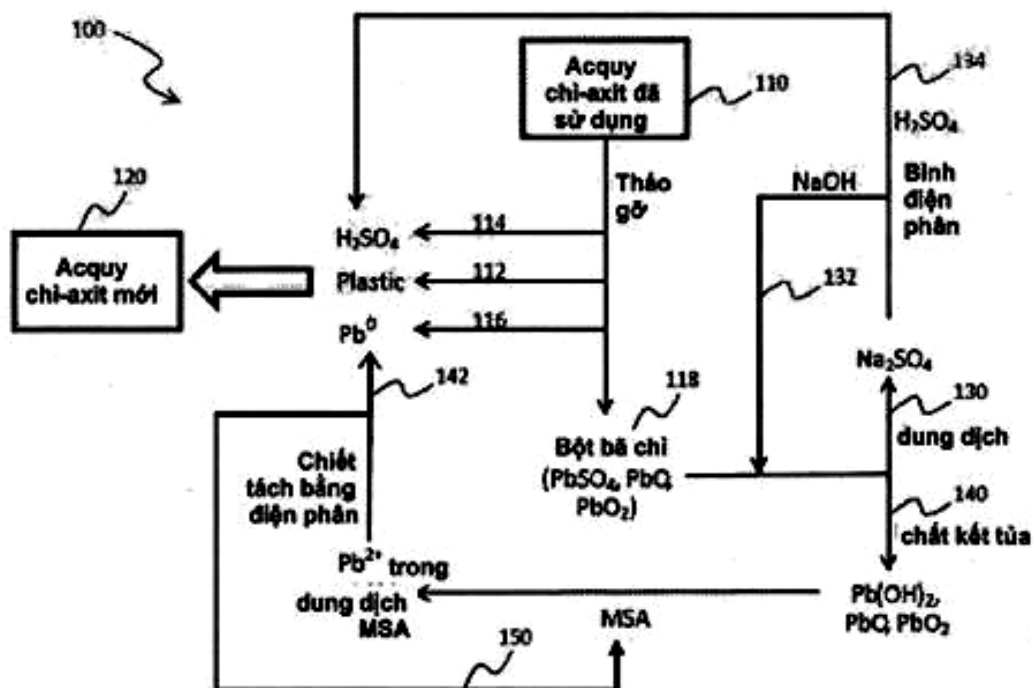 100
Acquy
chì-axit đã
sử dụng
110
134
H₂SO₄
Bình
điện
phân
NaOH
Tháo
gỡ
120
Acquy
chì-axit mới
H₂SO₄
114
Plastic
112
Pb⁰
116
132
Na₂SO₄
142
118
130
dung dịch
Bột bã chì
(PbSO₄, PbO,
PbO₂)
Chiết
tách bằng
điện phân
140
chất kết tủa
Pb²⁺ trong
dung dịch
MSA
MSA
Pb(OH)₂,
PbO, PbO₂
150